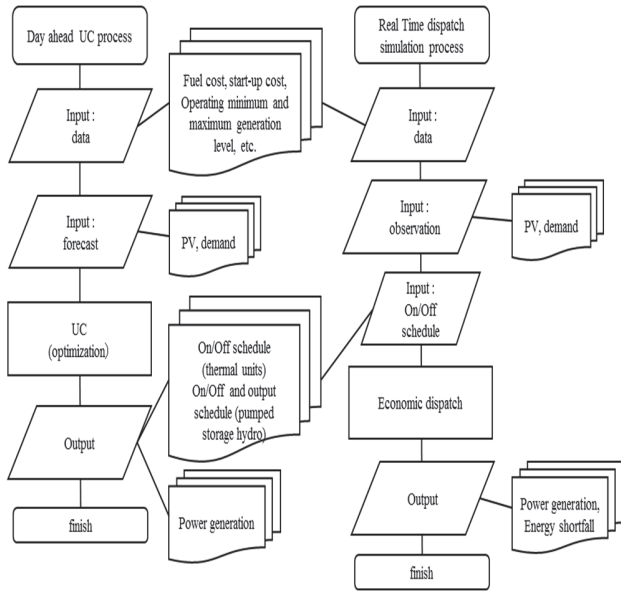 Day ahead UC process
Input :
data
Input :
forecast
UC
(optimization)
Output
finish
Fuel cost, start-up cost,
Operating minimum and
maximum generation
level, etc.
PV, demand
On/Off schedule
(thermal units)
On/Off and output
schedule (pumped
storage hydro)
Power generation
Real Time dispatch
simulation process
Input :
data
Input :
observation
PV, demand
Input :
On/Off
schedule
Economic dispatch
Output
Power generation,
Energy shortfall
finish